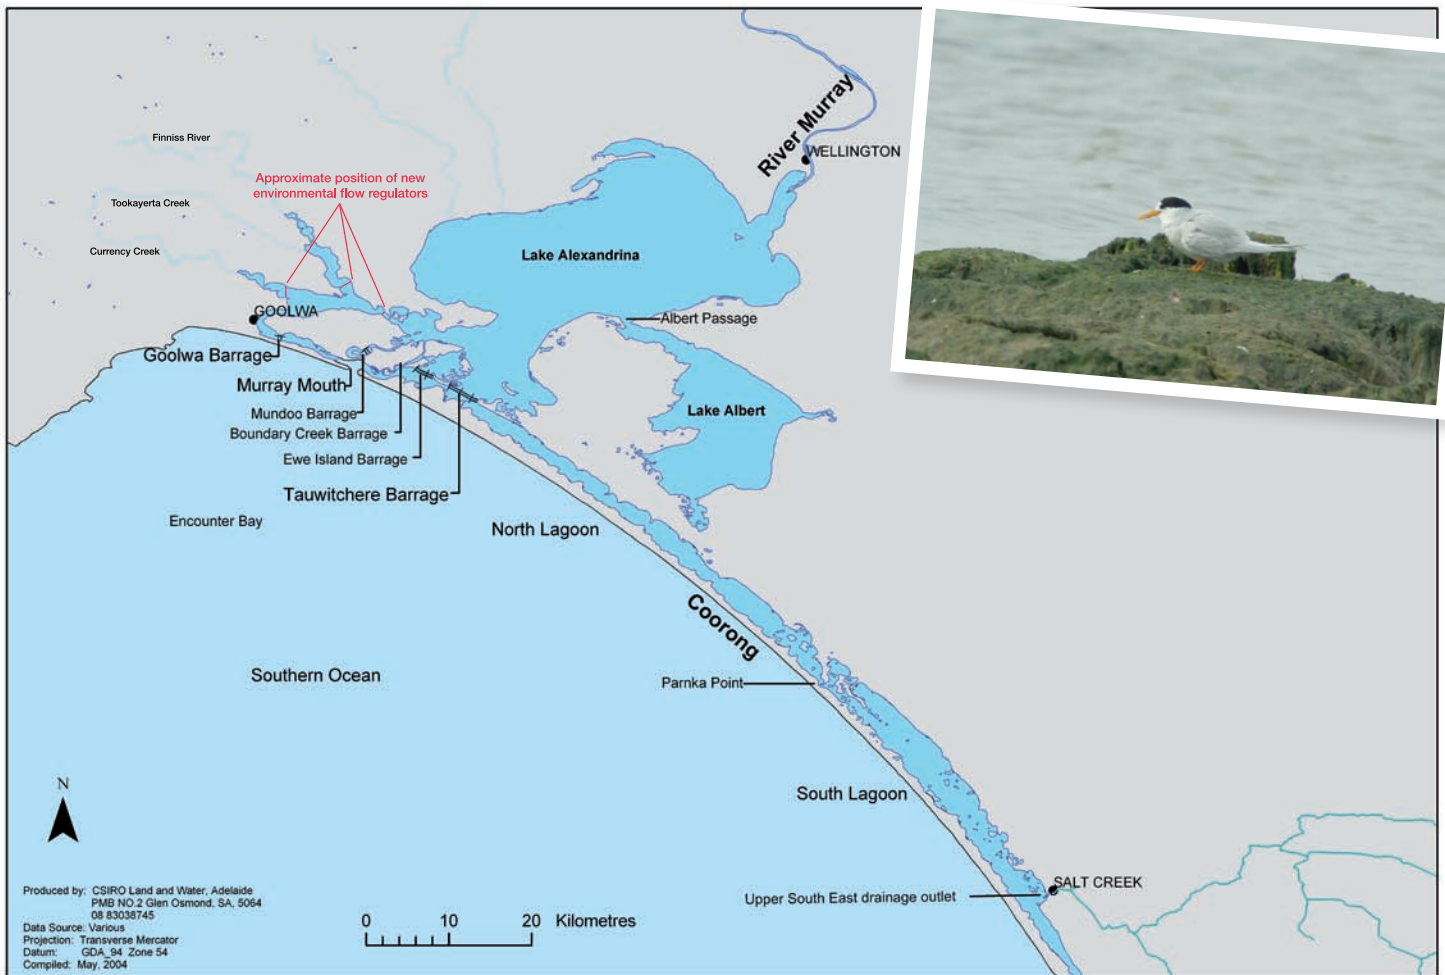 River Murray
WELLINGTON
Finniss River
Approximate position of new
environmental flow regulators
Tookayerta Creek
Currency Creek
Lake Alexandrina
GOOLWA
Albert Passage
Goolwa Barrage
Murray Mouth
Mundoo Barrage
Lake Albert
Boundary Creek Barrage
Ewe Island Barrage
Tauwitchere Barrage
Encounter Bay
North Lagoon
Coorong
Southern Ocean
Parnka Point
N
South Lagoon
SALT CREEK
Upper South East drainage outlet
Produced by: CSIRO Land and Water, Adelaide
PMB NO.2 Glen Osmond, SA, 5064
08 83038745
Data Source: Various
Projection: Transverse Mercator
Datum: GDA_94 Zone 54
Compiled: May, 2004
0 10 20 Kilometres